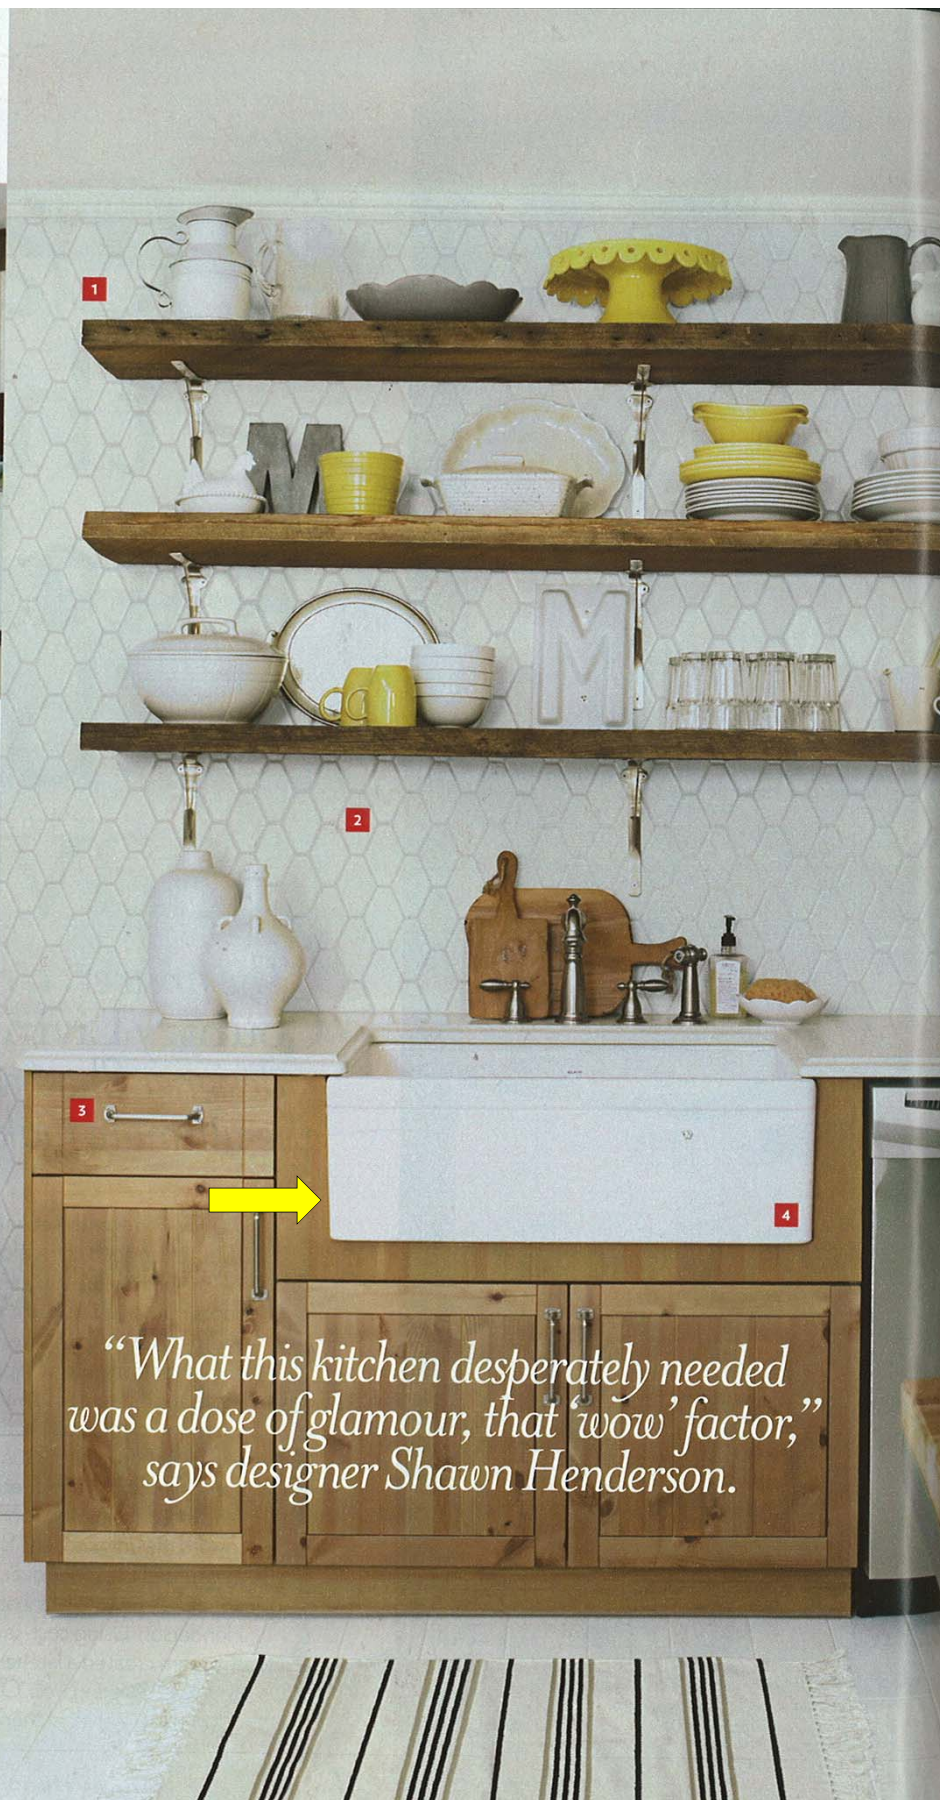 1
M
M
2
3
4
“What this kitchen desperately needed
was a dose of glamour, that ‘wow’ factor,”
says designer Shawn Henderson.